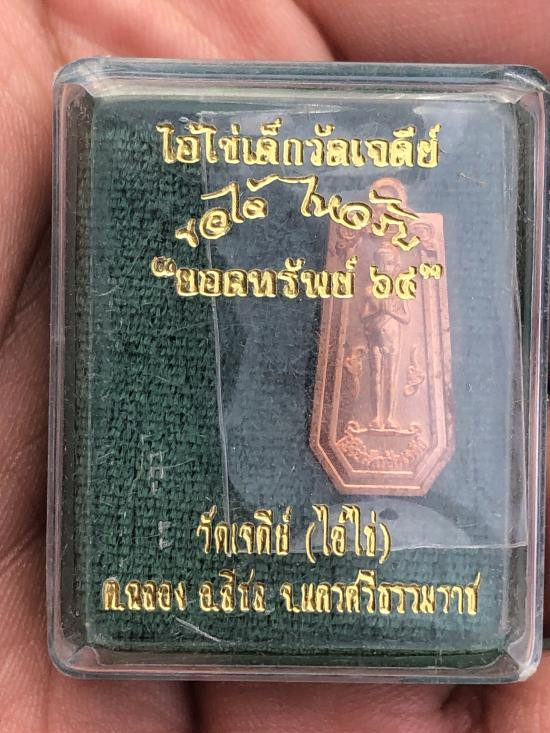 ไอ้ไข่เด็กวัดเจดีย์
ขอได้ ไหว้รับ
"ยอดทรัพย์ ๖๔"
วัดเจดีย์ (ไอ้ไข่)
ต.ฉลอง อ.สิชล จ.นครศรีธรรมราช